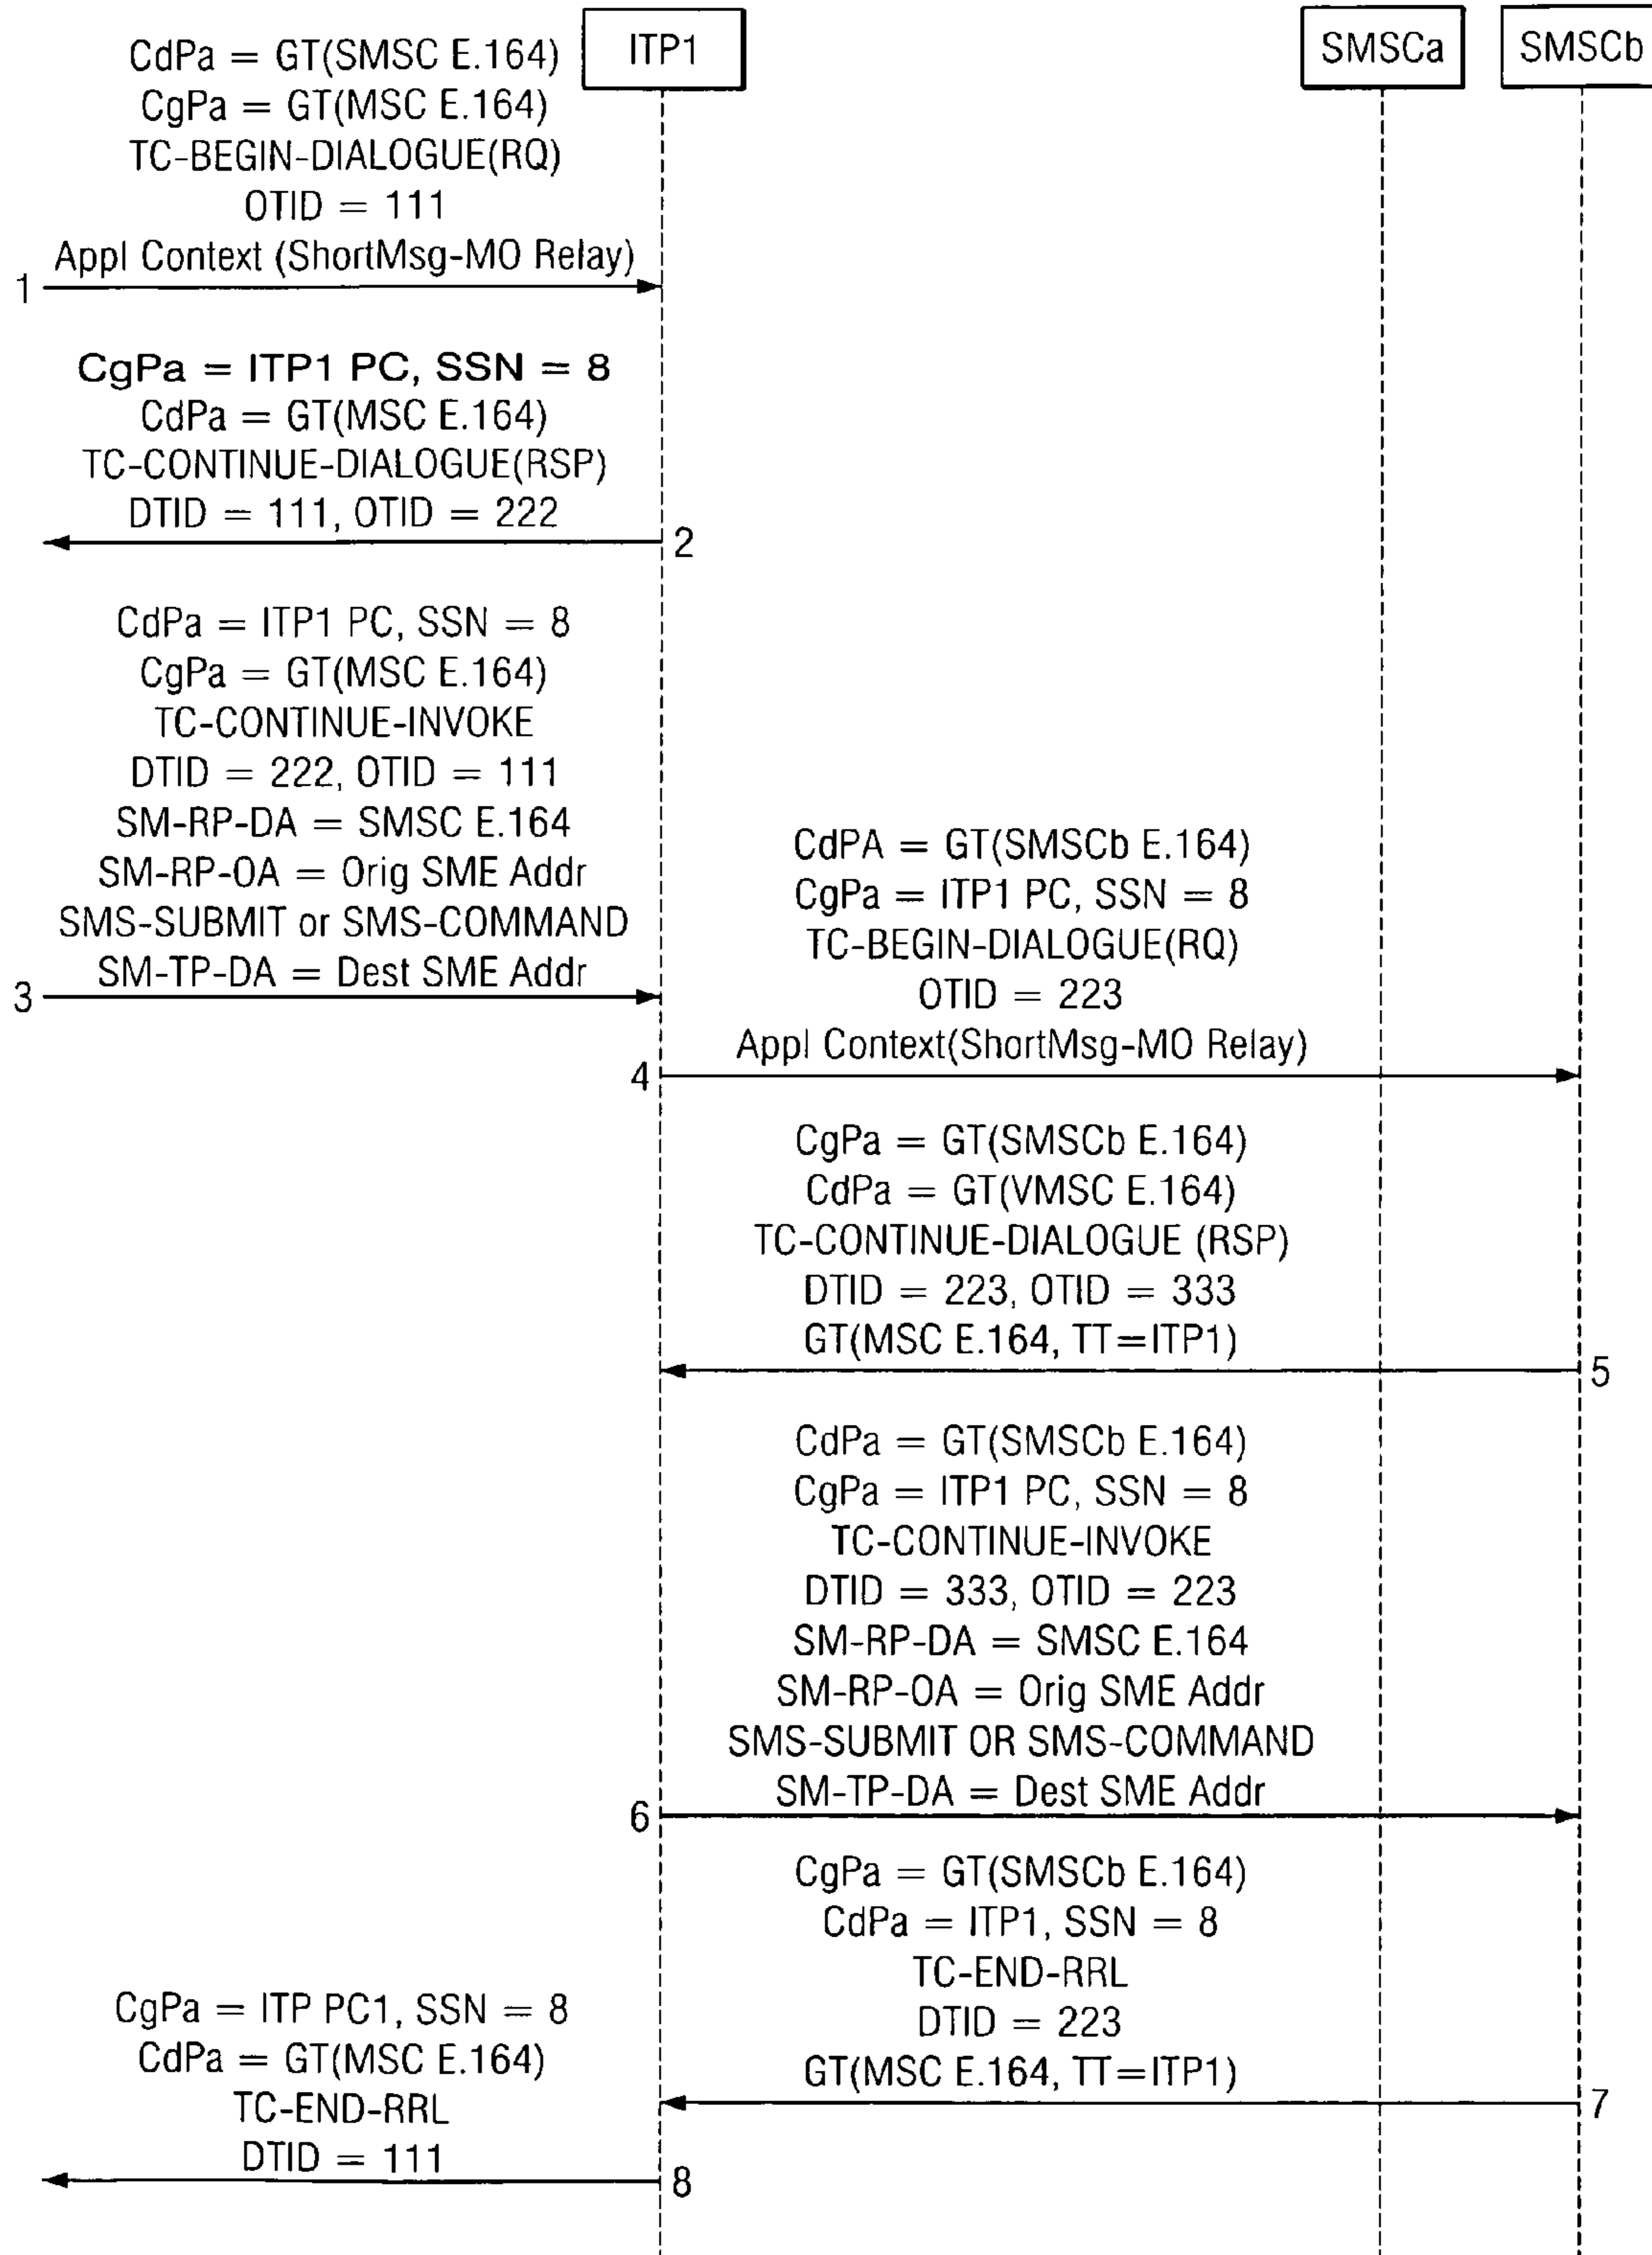 ITP1
SMSCa
SMSCb
CdPa = GT(SMSC E.164)
CgPa = GT(MSC E.164)
TC-BEGIN-DIALOGUE(RQ)
OTID = 111
Appl Context (ShortMsg-MO Relay)
1
CgPa = ITP1 PC, SSN = 8
CdPa = GT(MSC E.164)
TC-CONTINUE-DIALOGUE(RSP)
DTID = 111, OTID = 222
2
CdPa = ITP1 PC, SSN = 8
CgPa = GT(MSC E.164)
TC-CONTINUE-INVOKE
DTID = 222, OTID = 111
SM-RP-DA = SMSC E.164
SM-RP-OA = Orig SME Addr
SMS-SUBMIT or SMS-COMMAND
SM-TP-DA = Dest SME Addr
3
CdPA = GT(SMSCb E.164)
CgPa = ITP1 PC, SSN = 8
TC-BEGIN-DIALOGUE(RQ)
OTID = 223
Appl Context(ShortMsg-MO Relay)
4
CgPa = GT(SMSCb E.164)
CdPa = GT(VMSC E.164)
TC-CONTINUE-DIALOGUE (RSP)
DTID = 223, OTID = 333
GT(MSC E.164, TT=ITP1)
5
CdPa = GT(SMSCb E.164)
CgPa = ITP1 PC, SSN = 8
TC-CONTINUE-INVOKE
DTID = 333, OTID = 223
SM-RP-DA = SMSC E.164
SM-RP-OA = Orig SME Addr
SMS-SUBMIT OR SMS-COMMAND
SM-TP-DA = Dest SME Addr
6
CgPa = GT(SMSCb E.164)
CdPa = ITP1, SSN = 8
TC-END-RRL
DTID = 223
GT(MSC E.164, TT=ITP1)
7
CgPa = ITP PC1, SSN = 8
CdPa = GT(MSC E.164)
TC-END-RRL
DTID = 111
8